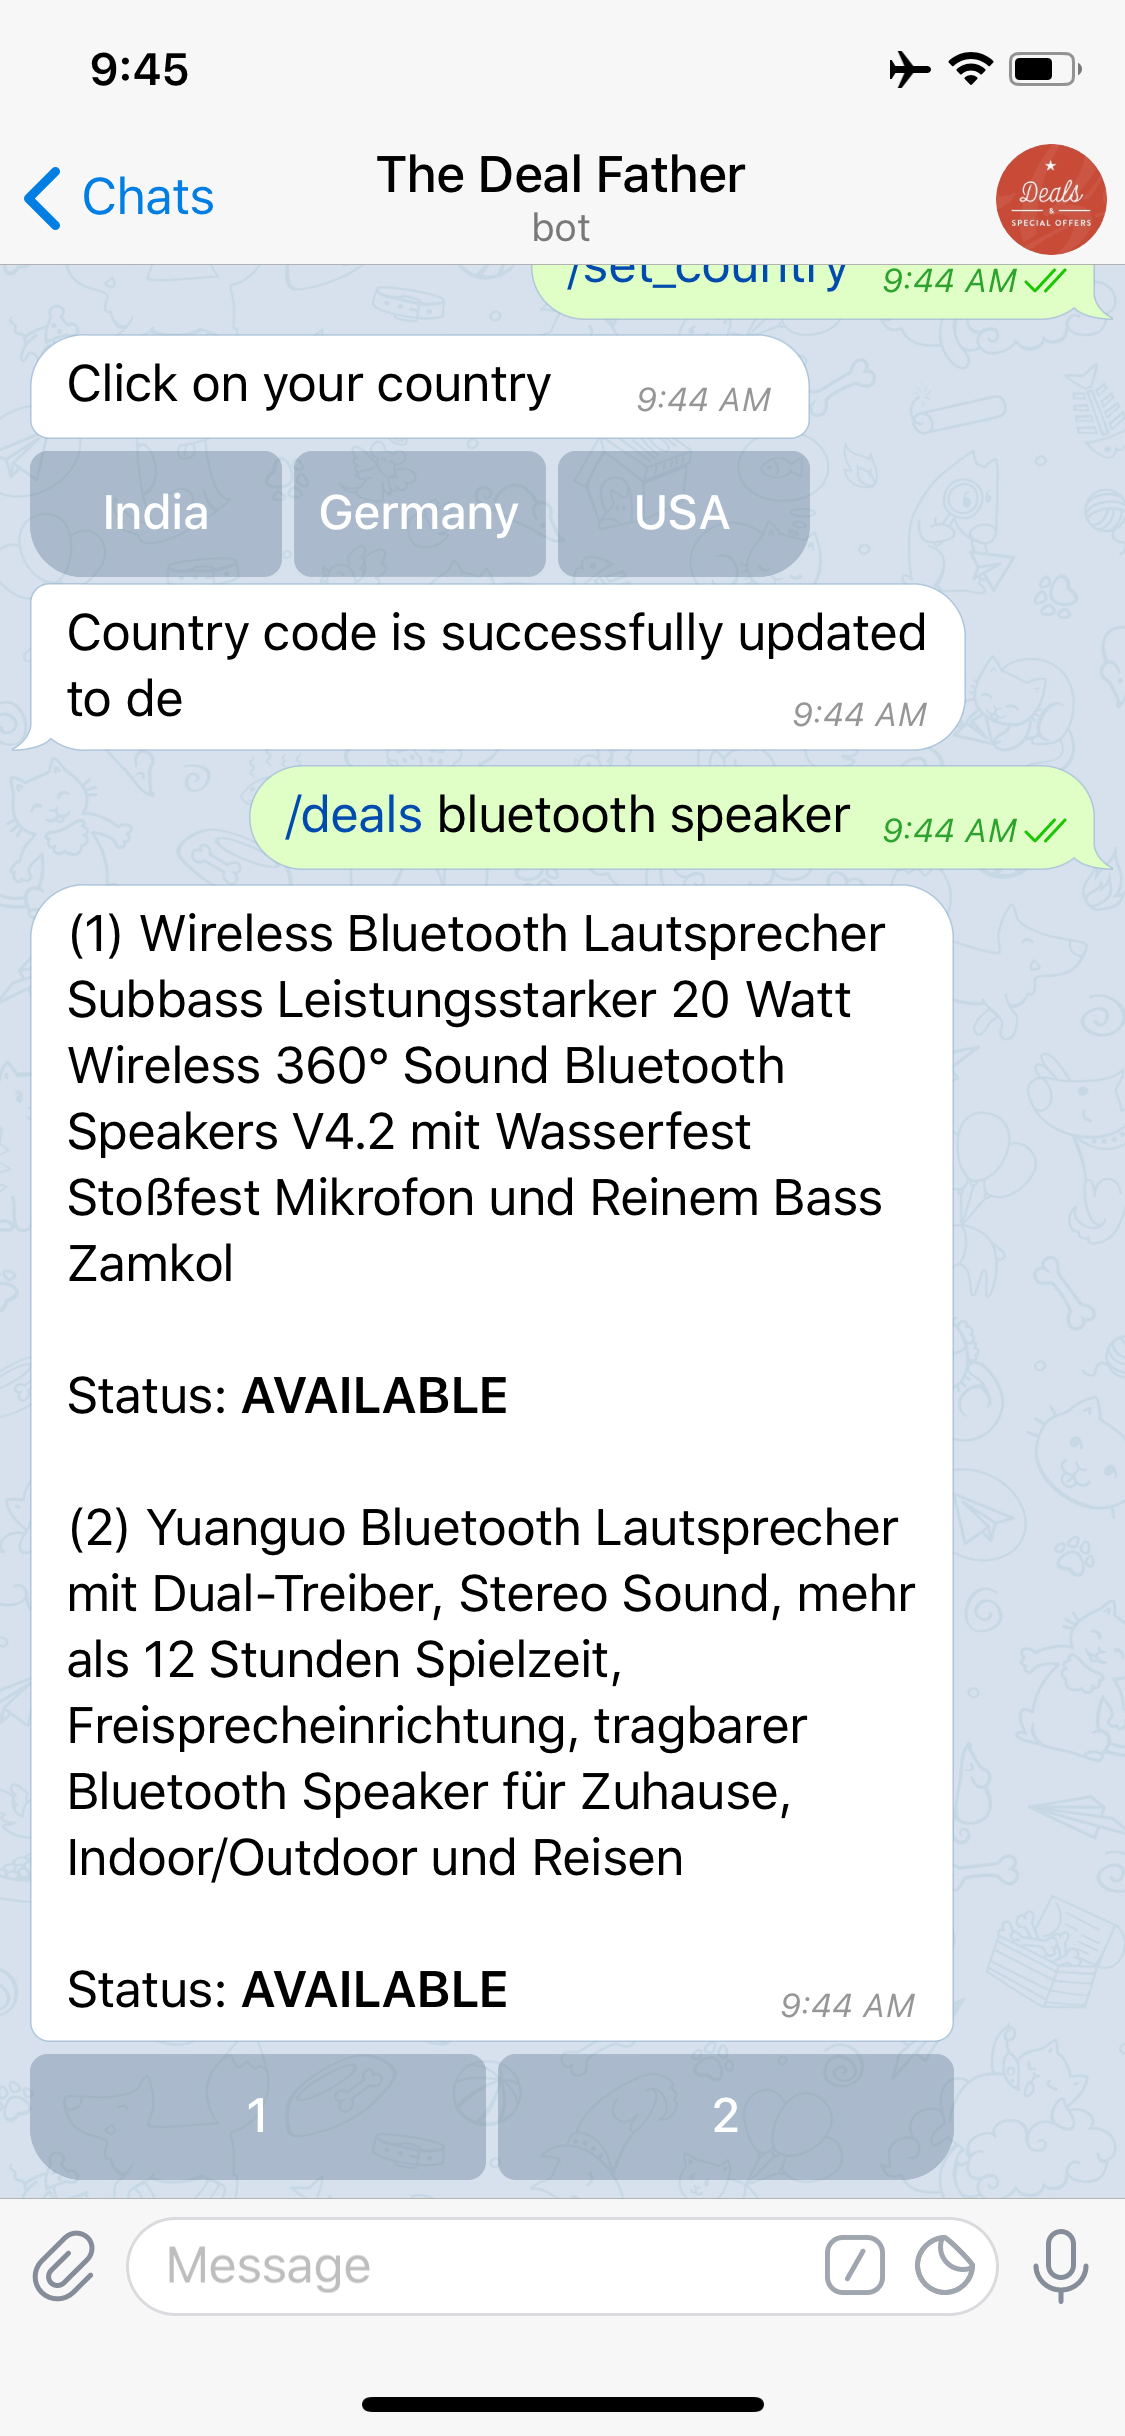 9:45
Chats
The Deal Father
bot
Deals
&
SPECIAL OFFERS
/set_country 9:44 AM
Click on your country 9:44 AM
India Germany USA
Country code is successfully updated
to de 9:44 AM
/deals bluetooth speaker 9:44 AM
(1) Wireless Bluetooth Lautsprecher
Subbass Leistungsstarker 20 Watt
Wireless 360° Sound Bluetooth
Speakers V4.2 mit Wasserfest
Stoßfest Mikrofon und Reinem Bass
Zamkol
Status: AVAILABLE
(2) Yuanguo Bluetooth Lautsprecher
mit Dual-Treiber, Stereo Sound, mehr
als 12 Stunden Spielzeit,
Freisprecheinrichtung, tragbarer
Bluetooth Speaker für Zuhause,
Indoor/Outdoor und Reisen
Status: AVAILABLE 9:44 AM
1 2
Message